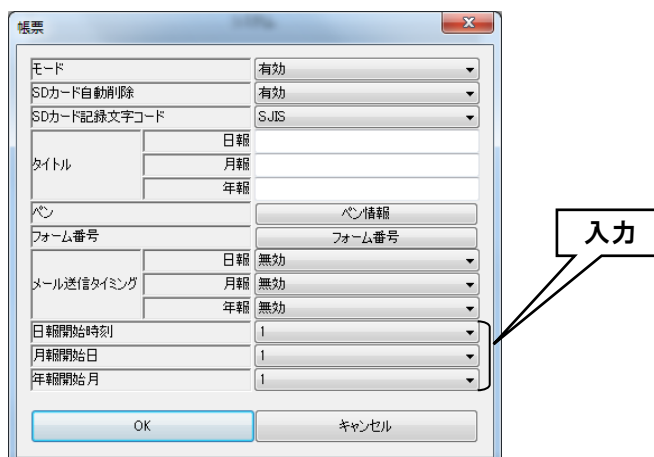 帳票
モード 有効
SDカード自動削除 有効
SDカード記録文字コード SJIS
タイトル 日報
月報
年報
ペン ペン情報
フォーム番号 フォーム番号
メール送信タイミング 日報 無効
月報 無効
年報 無効
日報開始時刻 1
月報開始日 1
年報開始月 1
OK キャンセル
入力